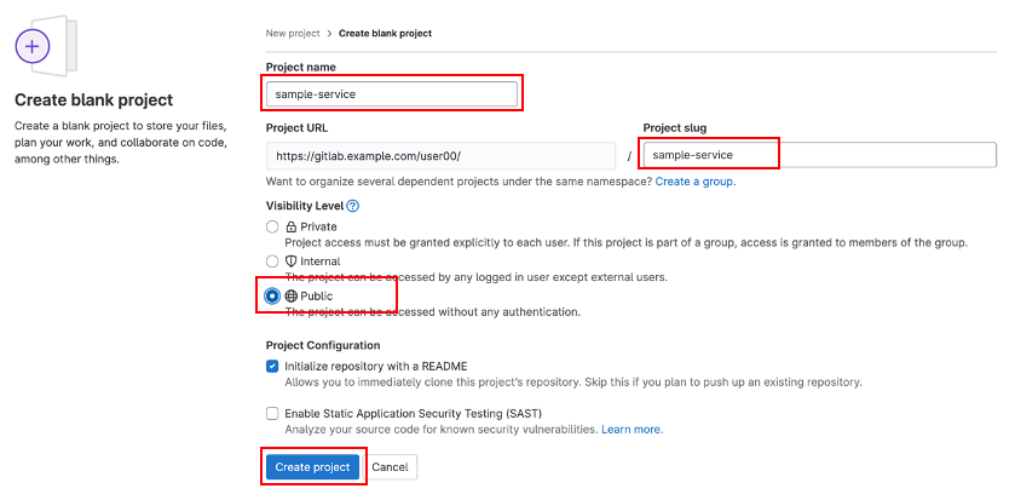 Create blank project
Create a blank project to store your files,
plan your work, and collaborate on code,
among other things.
New project > Create blank project
Project name
sample-service
Project URL
Project slug
https://gitlab.example.com/user00/
/
sample-service
Want to organize several dependent projects under the same namespace? Create a group.
Visibility Level ?
Private
Project access must be granted explicitly to each user. If this project is part of a group, access is granted to members of the group.
Internal
The project can be accessed by any logged in user except external users.
Public
The project can be accessed without any authentication.
Project Configuration
Initialize repository with a README
Allows you to immediately clone this project's repository. Skip this if you plan to push up an existing repository.
Enable Static Application Security Testing (SAST)
Analyze your source code for known security vulnerabilities. Learn more.
Create project
Cancel